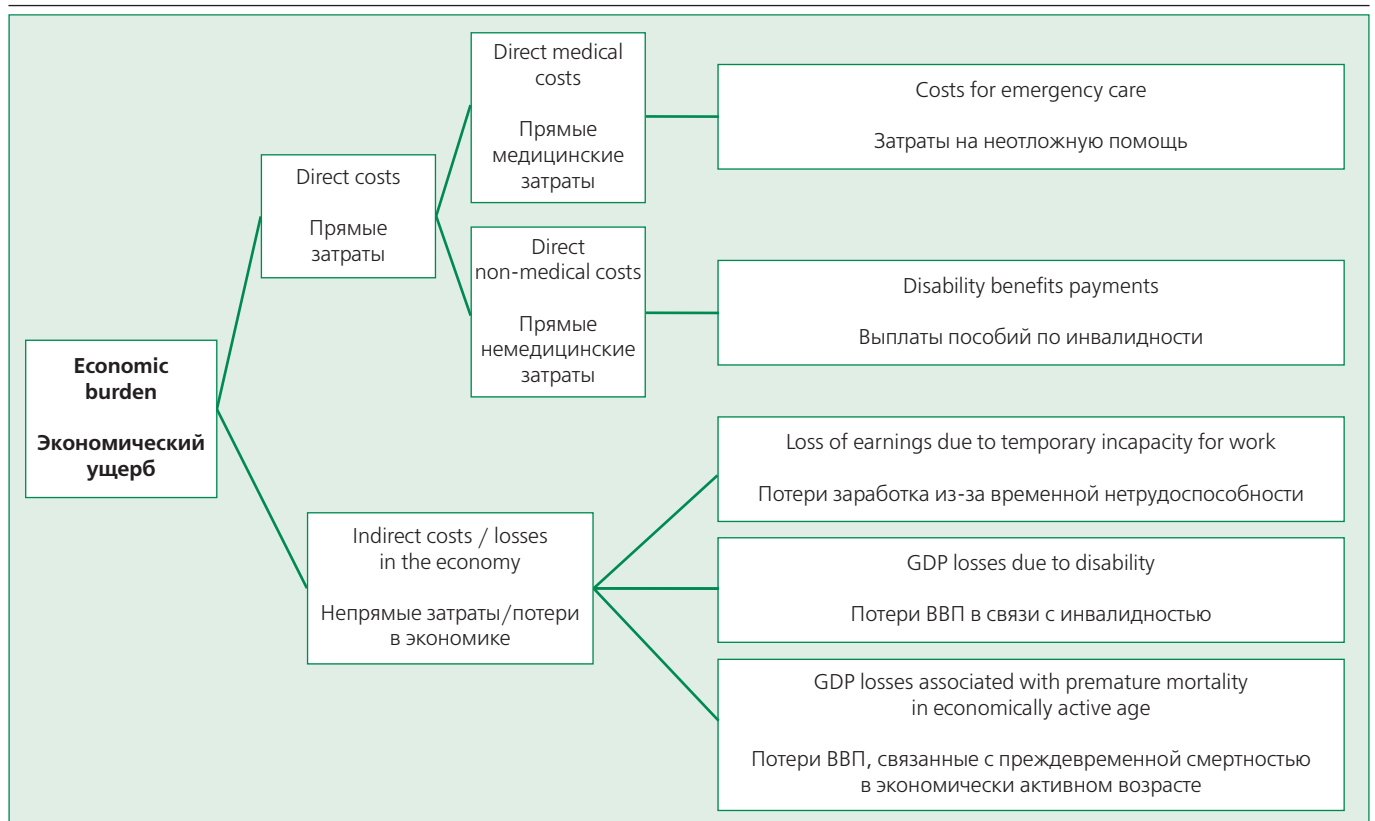 Economic
burden
Экономический
ущерб
Direct costs
Прямые
затраты
Direct medical
costs
Прямые
медицинские
затраты
Costs for emergency care
Затраты на неотложную помощь
Direct
non-medical costs
Прямые
немедицинские
затраты
Disability benefits payments
Выплаты пособий по инвалидности
Indirect costs / losses
in the economy
Непрямые затраты/потери
в экономике
Loss of earnings due to temporary incapacity for work
Потери заработка из-за временной нетрудоспособности
GDP losses due to disability
Потери ВВП в связи с инвалидностью
GDP losses associated with premature mortality
in economically active age
Потери ВВП, связанные с преждевременной смертностью
в экономически активном возрасте